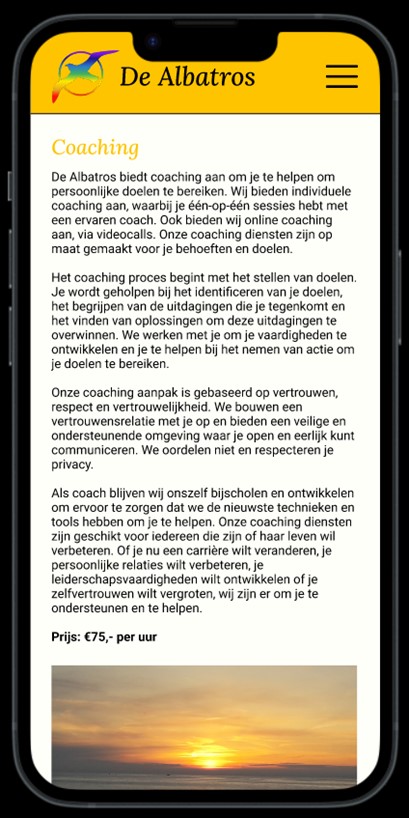 De Albatros
Coaching
De Albatros biedt coaching aan om je te helpen om
persoonlijke doelen te bereiken. Wij bieden individuele
coaching aan, waarbij je één-op-één sessies hebt met
een ervaren coach. Ook bieden wij online coaching
aan, via videocalls. Onze coaching diensten zijn op
maat gemaakt voor je behoeften en doelen.
Het coaching proces begint met het stellen van doelen.
Je wordt geholpen bij het identificeren van je doelen,
het begrijpen van de uitdagingen die je tegenkomt en
het vinden van oplossingen om deze uitdagingen te
overwinnen. We werken met je om je vaardigheden te
ontwikkelen en je te helpen bij het nemen van actie om
je doelen te bereiken.
Onze coaching aanpak is gebaseerd op vertrouwen,
respect en vertrouwelijkheid. We bouwen een
vertrouwensrelatie met je op en bieden een veilige en
ondersteunende omgeving waar je open en eerlijk kunt
communiceren. We oordelen niet en respecteren je
privacy.
Als coach blijven wij onszelf bijscholen en ontwikkelen
om ervoor te zorgen dat we de nieuwste technieken en
tools hebben om je te helpen. Onze coaching diensten
zijn geschikt voor iedereen die zijn of haar leven wil
verbeteren. Of je nu een carrière wilt veranderen, je
persoonlijke relaties wilt verbeteren, je
leiderschapsvaardigheden wilt ontwikkelen of je
zelfvertrouwen wilt vergroten, wij zijn er om je te
ondersteunen en te helpen.
Prijs: €75,- per uur